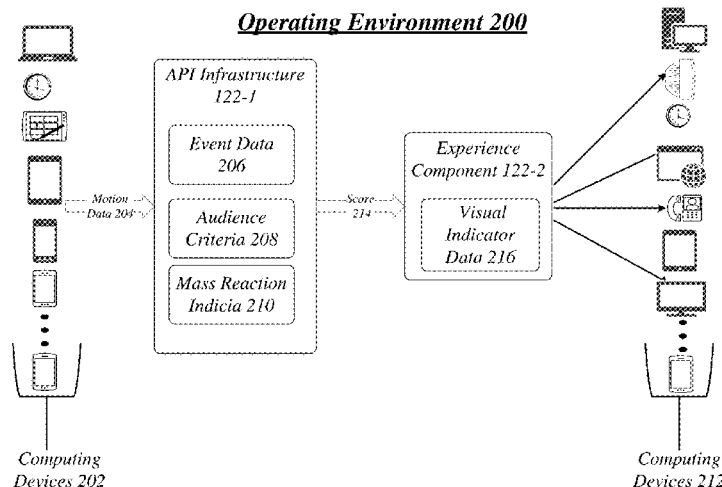 Operating Environment 200
API Infrastructure
122-1
Event Data
206
Audience
Criteria 208
Mass Reaction
Indicia 210
Motion
Data 204
Score
214
Experience
Component 122-2
Visual
Indicator
Data 216
Computing
Devices 202
Computing
Devices 212